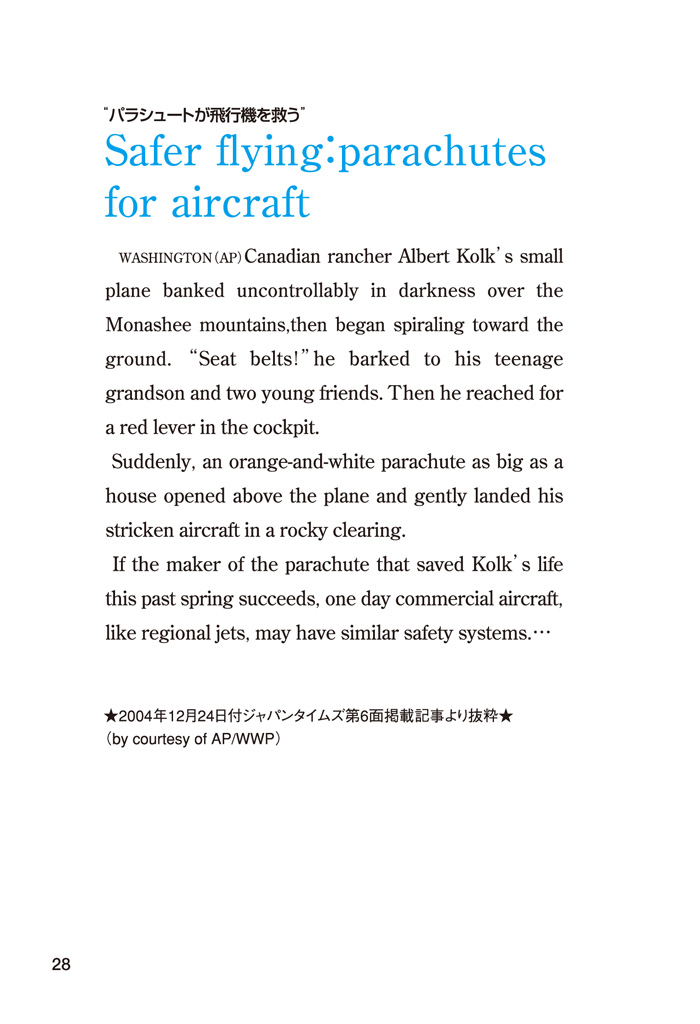 “パラシュートが飛行機を救う”
Safer flying:parachutes
for aircraft
WASHINGTON(AP)Canadian rancher Albert Kolk’s small
plane banked uncontrollably in darkness over the
Monashee mountains,then began spiraling toward the
ground. “Seat belts!”he barked to his teenage
grandson and two young friends. Then he reached for
a red lever in the cockpit.
Suddenly, an orange-and-white parachute as big as a
house opened above the plane and gently landed his
stricken aircraft in a rocky clearing.
If the maker of the parachute that saved Kolk’s life
this past spring succeeds, one day commercial aircraft,
like regional jets, may have similar safety systems.…
★2004年12月24日付ジャパンタイムズ第6面掲載記事より抜粋★
（by courtesy of AP/WWP）
28